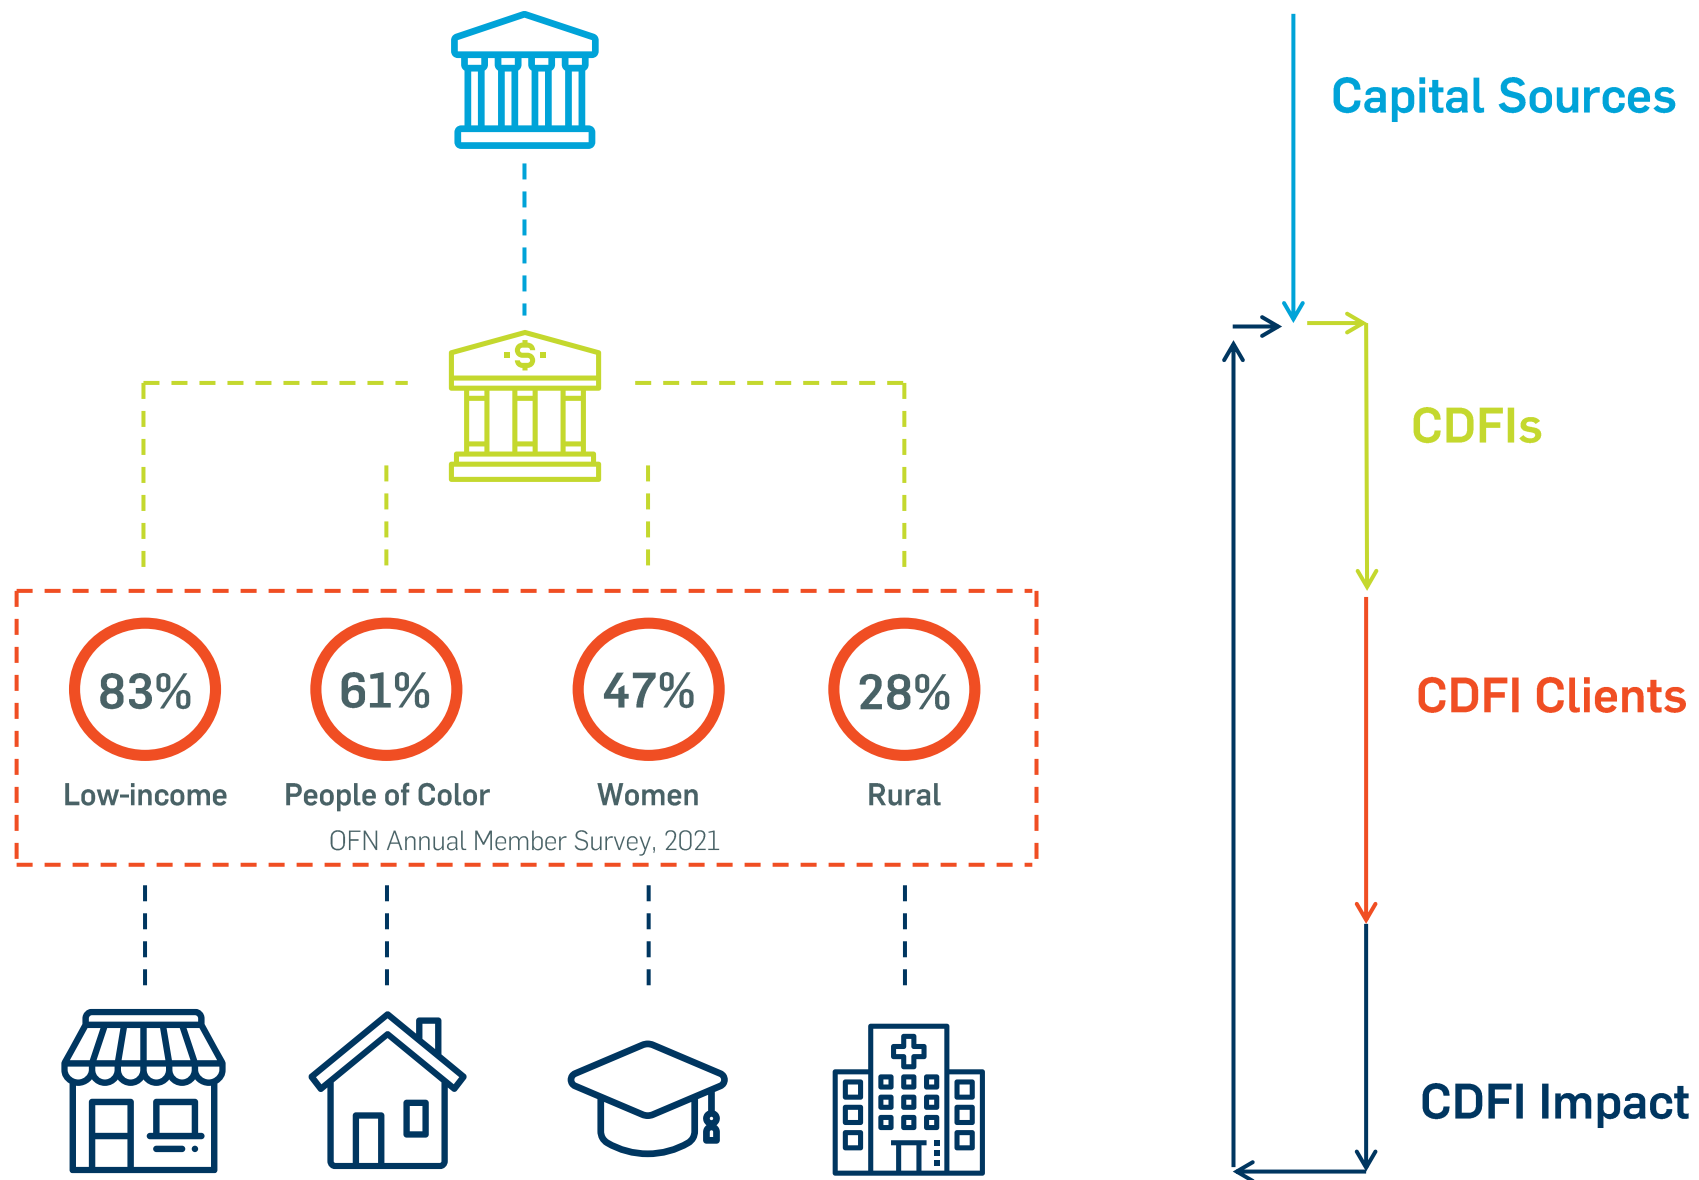 Capital Sources
$
CDFIs
83%
61%
47%
28%
Low-income
People of Color
Women
Rural
OFN Annual Member Survey, 2021
CDFI Clients
CDFI Impact